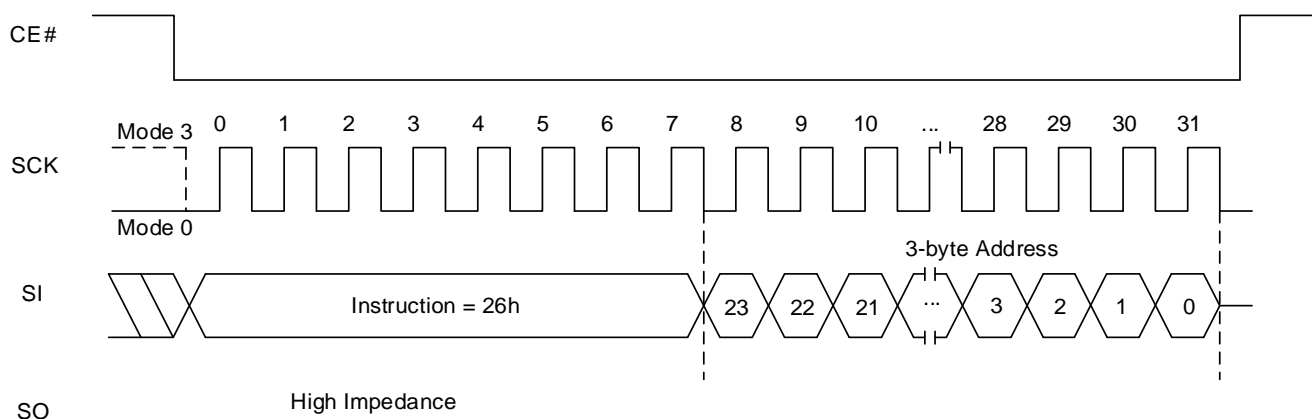 CE#
Mode 3 0 1 2 3 4 5 6 7 8 9 10 ... 28 29 30 31
SCK
Mode 0
3-byte Address
SI Instruction = 26h 23 22 21 ... 3 2 1 0
SO High Impedance